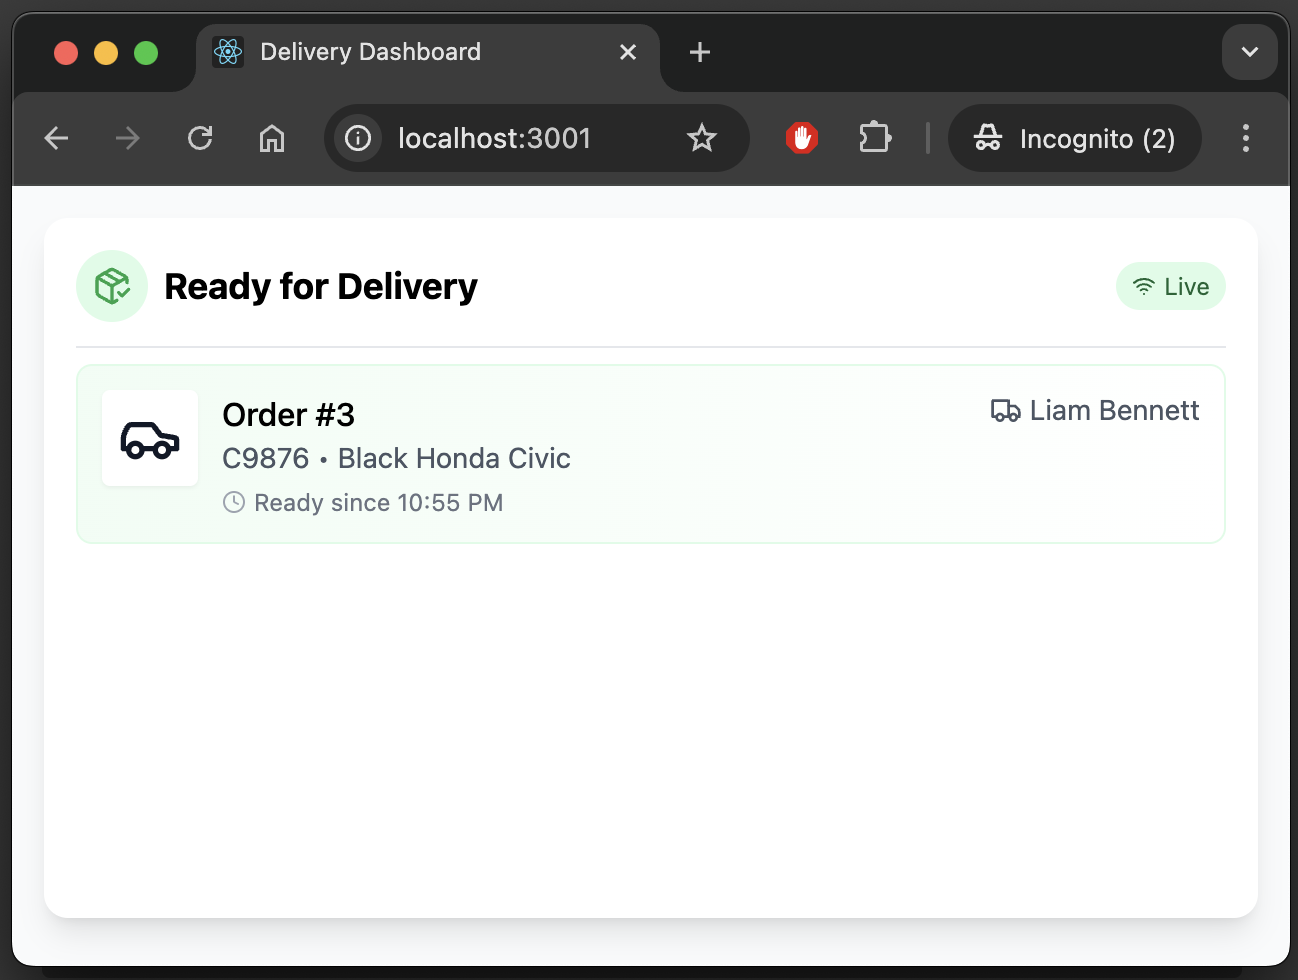 Delivery Dashboard
localhost:3001
Incognito (2)
Ready for Delivery
Live
Order #3
Liam Bennett
C9876 • Black Honda Civic
Ready since 10:55 PM